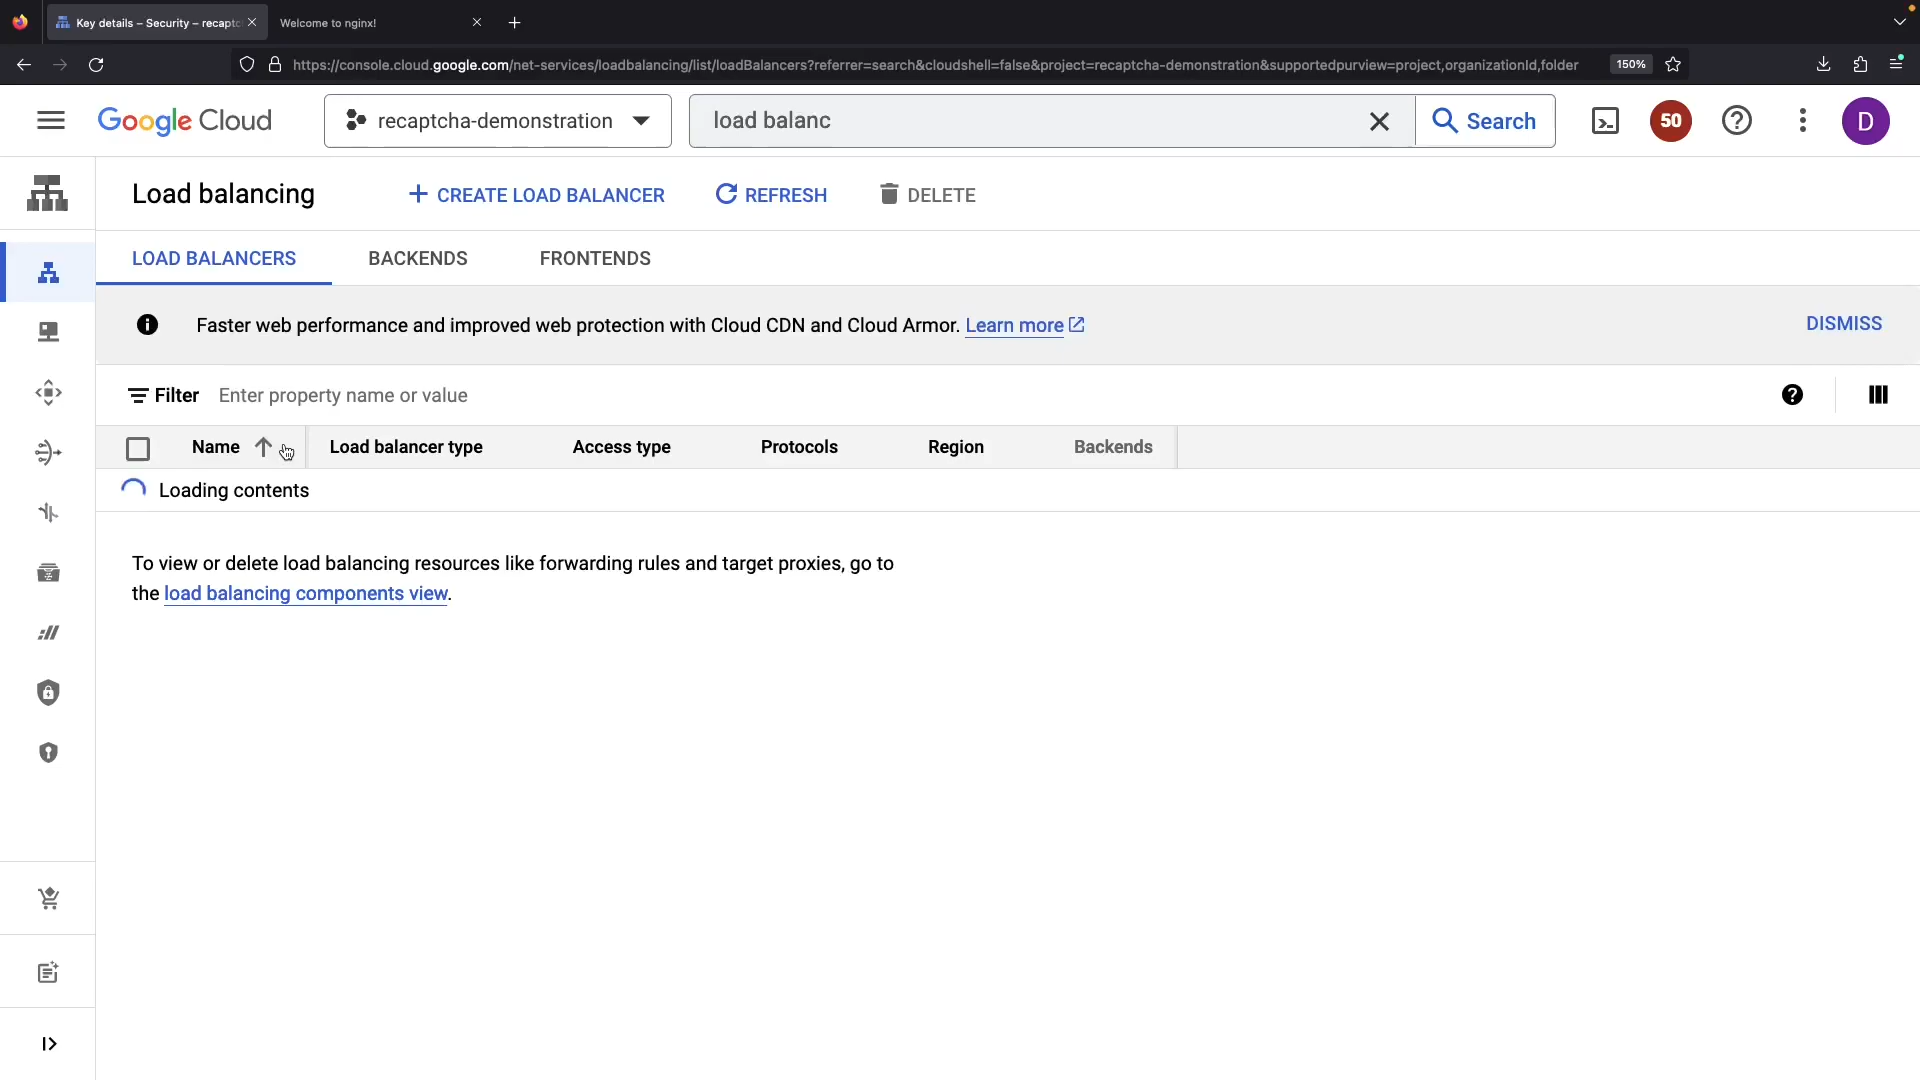 Key details – Security – recaptc
Welcome to nginx!
https://console.cloud.google.com/net-services/loadbalancing/list/loadBalancers?referrer=search&cloudshell=false&project=recaptcha-demonstration&supportedpurview=project,organizationId,folder
150%
Google Cloud
recaptcha-demonstration
load balanc
Search
50
D
Load balancing
CREATE LOAD BALANCER
REFRESH
DELETE
LOAD BALANCERS
BACKENDS
FRONTENDS
Faster web performance and improved web protection with Cloud CDN and Cloud Armor. Learn more
DISMISS
Filter
Enter property name or value
Name
Load balancer type
Access type
Protocols
Region
Backends
Loading contents
To view or delete load balancing resources like forwarding rules and target proxies, go to
the load balancing components view.